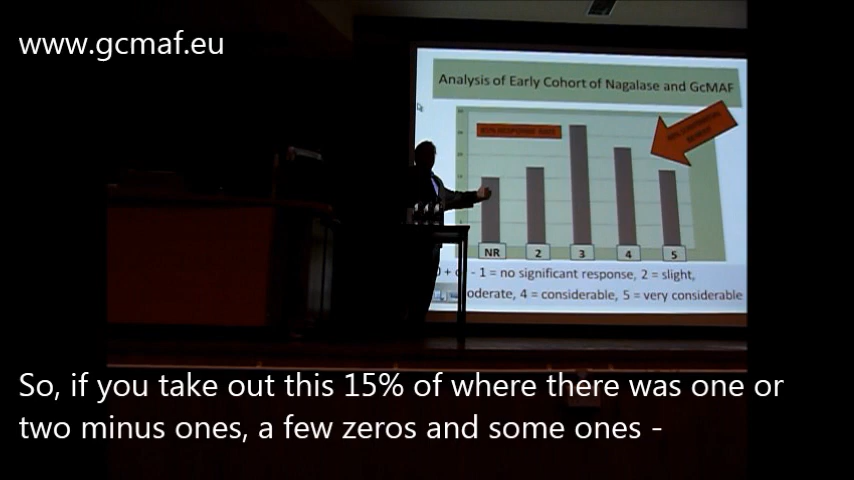 www.gcmaf.eu
Analysis of Early Cohort of Nagalase and GcMAF
NR 2 3 4 5
- 1 = no significant response, 2 = slight,
oderate, 4 = considerable, 5 = very considerable
So, if you take out this 15% of where there was one or
two minus ones, a few zeros and some ones -